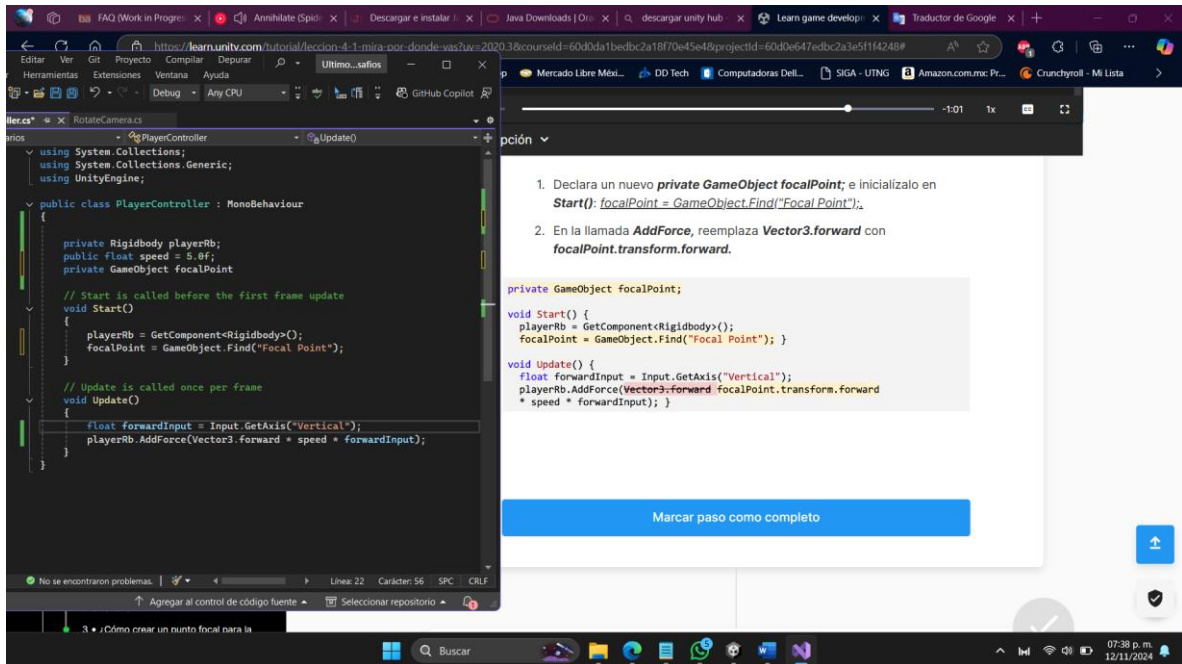 FAQ (Work in Progres
Annihilate (Spid
Descargar e instalar J
Java Downloads | Ora
descargar unity hub -
Learn game developm
Traductor de Google
https://learn.unity.com/tutorial/leccion-4-1-mira-por-donde-vas?uv=2020.3&courseId=60d0da1bedbc2a18f70e45e4&projectId=60d0e647edbc2a3e5f1f4248#
Mercado Libre Méxi...
DD Tech
Computadoras Dell...
SIGA - UTNG
Amazon.com.mx: Pr...
Crunchyroll - Mi Lista
Editar Ver Git Proyecto Compilar Depurar
Ultimo...safios
Herramientas Extensiones Ventana Ayuda
Debug Any CPU
GitHub Copilot
ller.cs* RotateCamera.cs
arios PlayerController Update()
using System.Collections;
using System.Collections.Generic;
using UnityEngine;
public class PlayerController : MonoBehaviour
{
private Rigidbody playerRb;
public float speed = 5.0f;
private GameObject focalPoint
// Start is called before the first frame update
void Start()
{
playerRb = GetComponent<Rigidbody>();
focalPoint = GameObject.Find("Focal Point");
}
// Update is called once per frame
void Update()
{
float forwardInput = Input.GetAxis("Vertical");
playerRb.AddForce(Vector3.forward * speed * forwardInput);
}
}
No se encontraron problemas.
Línea: 22 Carácter: 56 SPC CRLF
Agregar al control de código fuente Seleccionar repositorio
3 • ¿Cómo crear un punto focal para la
-1:01 1x
pción
1. Declara un nuevo private GameObject focalPoint; e inicialízalo en
Start(): focalPoint = GameObject.Find("Focal Point");.
2. En la llamada AddForce, reemplaza Vector3.forward con
focalPoint.transform.forward.
private GameObject focalPoint;
void Start() {
playerRb = GetComponent<Rigidbody>();
focalPoint = GameObject.Find("Focal Point"); }
void Update() {
float forwardInput = Input.GetAxis("Vertical");
playerRb.AddForce(Vector3.forward focalPoint.transform.forward
* speed * forwardInput); }
Marcar paso como completo
Buscar
07:38 p. m.
12/11/2024